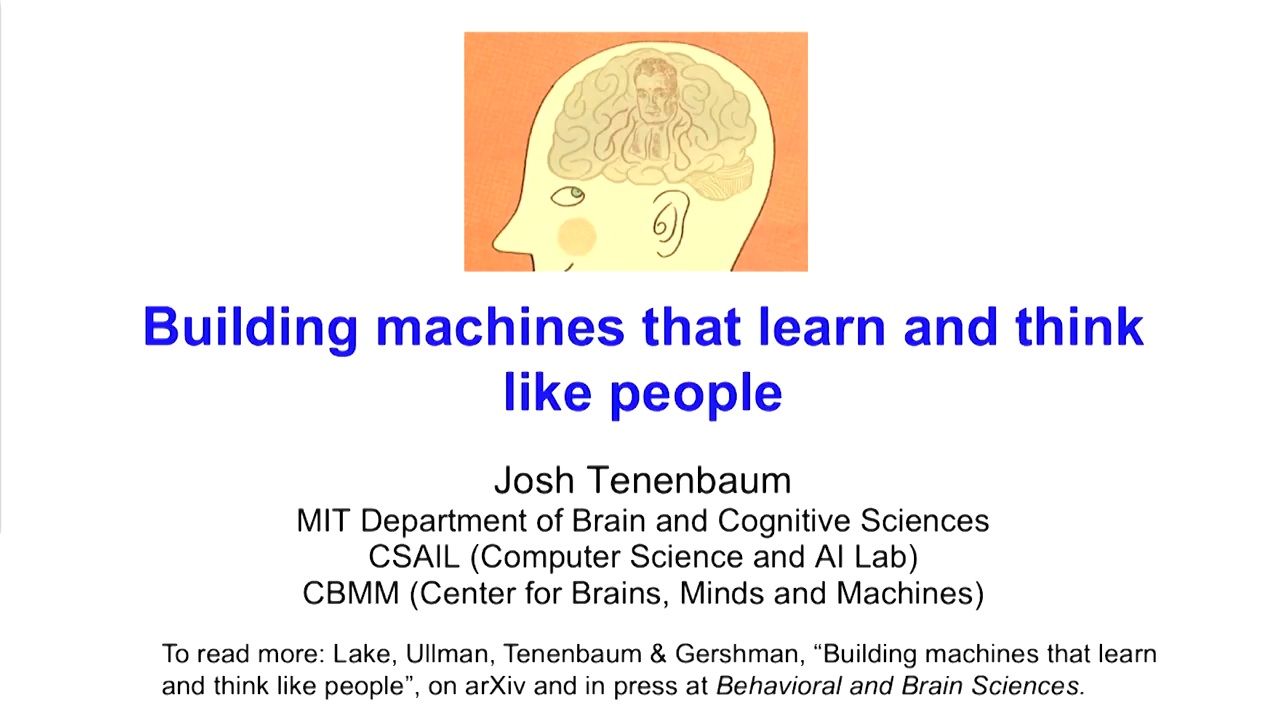 Building machines that learn and think
like people
Josh Tenenbaum
MIT Department of Brain and Cognitive Sciences
CSAIL (Computer Science and AI Lab)
CBMM (Center for Brains, Minds and Machines)
To read more: Lake, Ullman, Tenenbaum & Gershman, “Building machines that learn
and think like people”, on arXiv and in press at Behavioral and Brain Sciences.